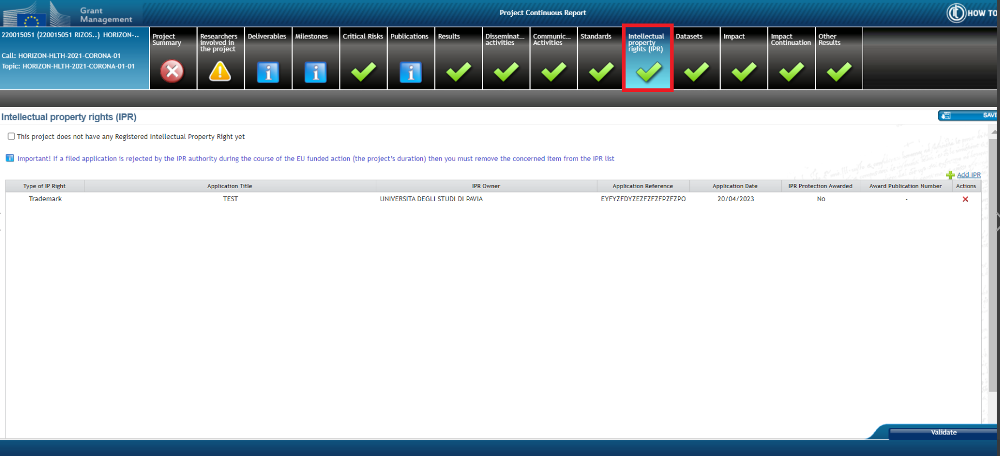 Grant
Management
Project Continuous Report
HOW TO
220015051 (220015051 RIZOS..) HORIZON-..
Call: HORIZON-HLTH-2021-CORONA-01
Topic: HORIZON-HLTH-2021-CORONA-01-01
Project
Summary
Researchers
involved in
the project
Deliverables
Milestones
Critical Risks
Publications
Results
Disseminat...
activities
Communic...
Activities
Standards
Intellectual
property
rights (IPR)
Datasets
Impact
Impact
Continuation
Other
Results
Intellectual property rights (IPR)
SAVE
This project does not have any Registered Intellectual Property Right yet
Important! If a filed application is rejected by the IPR authority during the course of the EU funded action (the project's duration) then you must remove the concerned item from the IPR list
Add IPR
Type of IP Right Application Title IPR Owner Application Reference Application Date IPR Protection Awarded Award Publication Number Actions
Trademark TEST UNIVERSITA DEGLI STUDI DI PAVIA EYFYZFDYZEZFZFZFPZFZPO 20/04/2023 No -
Validate